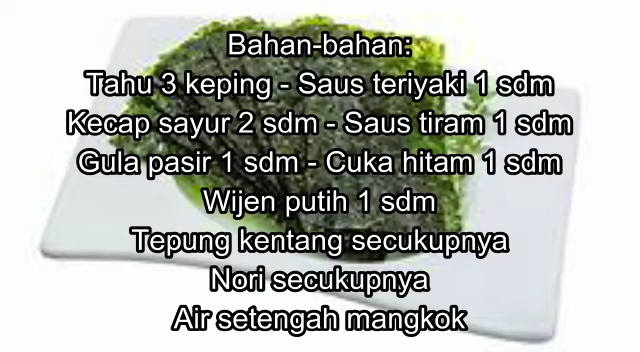 Bahan-bahan:
Tahu 3 keping - Saus teriyaki 1 sdm
Kecap sayur 2 sdm - Saus tiram 1 sdm
Gula pasir 1 sdm - Cuka hitam 1 sdm
Wijen putih 1 sdm
Tepung kentang secukupnya
Nori secukupnya
Air setengah mangkok